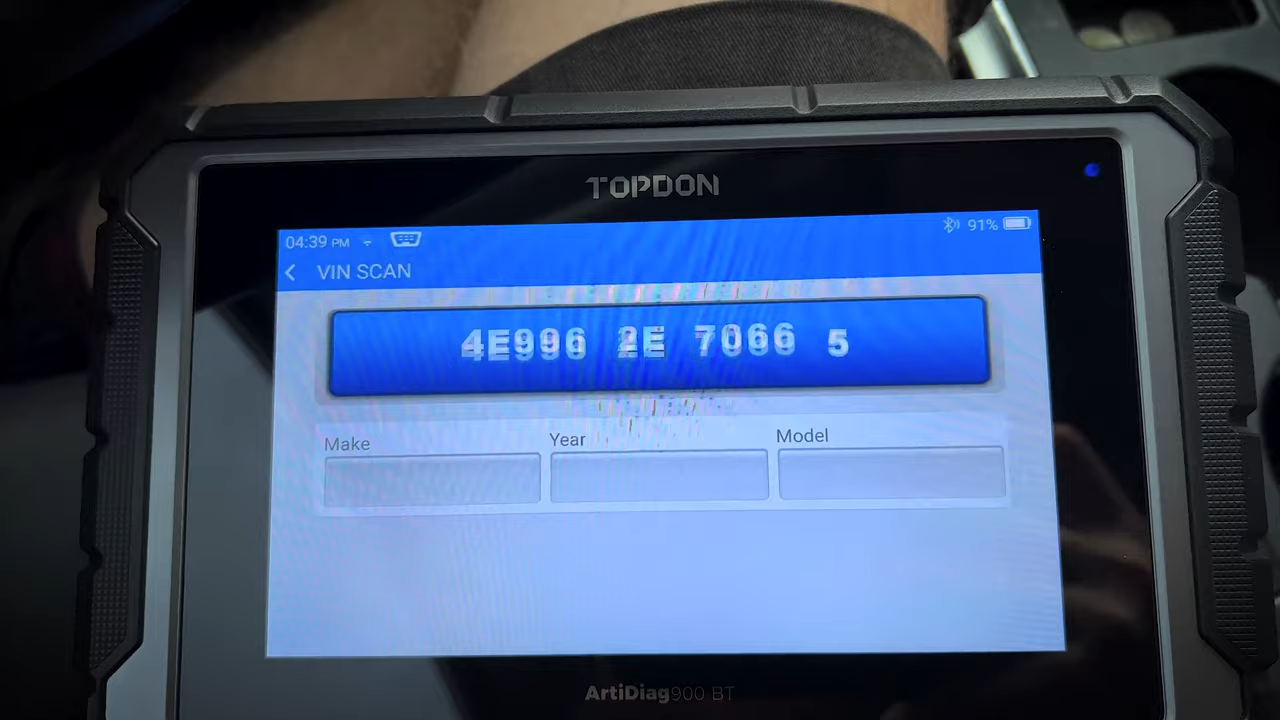 TOPDON
04:39 PM 91%
VIN SCAN
4E996 2E 7066 5
Make Year Model
ArtiDiag900 BT